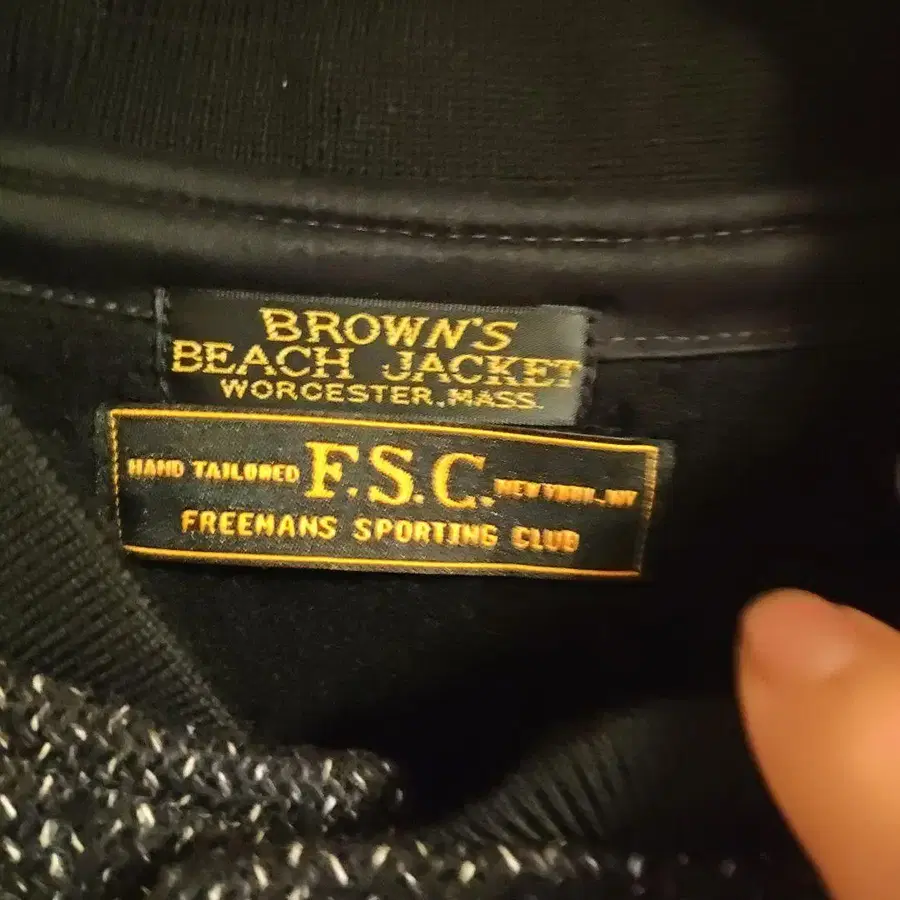 BROWN'S
BEACH JACKET
WORCESTER, MASS.
HAND TAILORED F.S.C. NEW YORK-NY
FREEMANS SPORTING CLUB